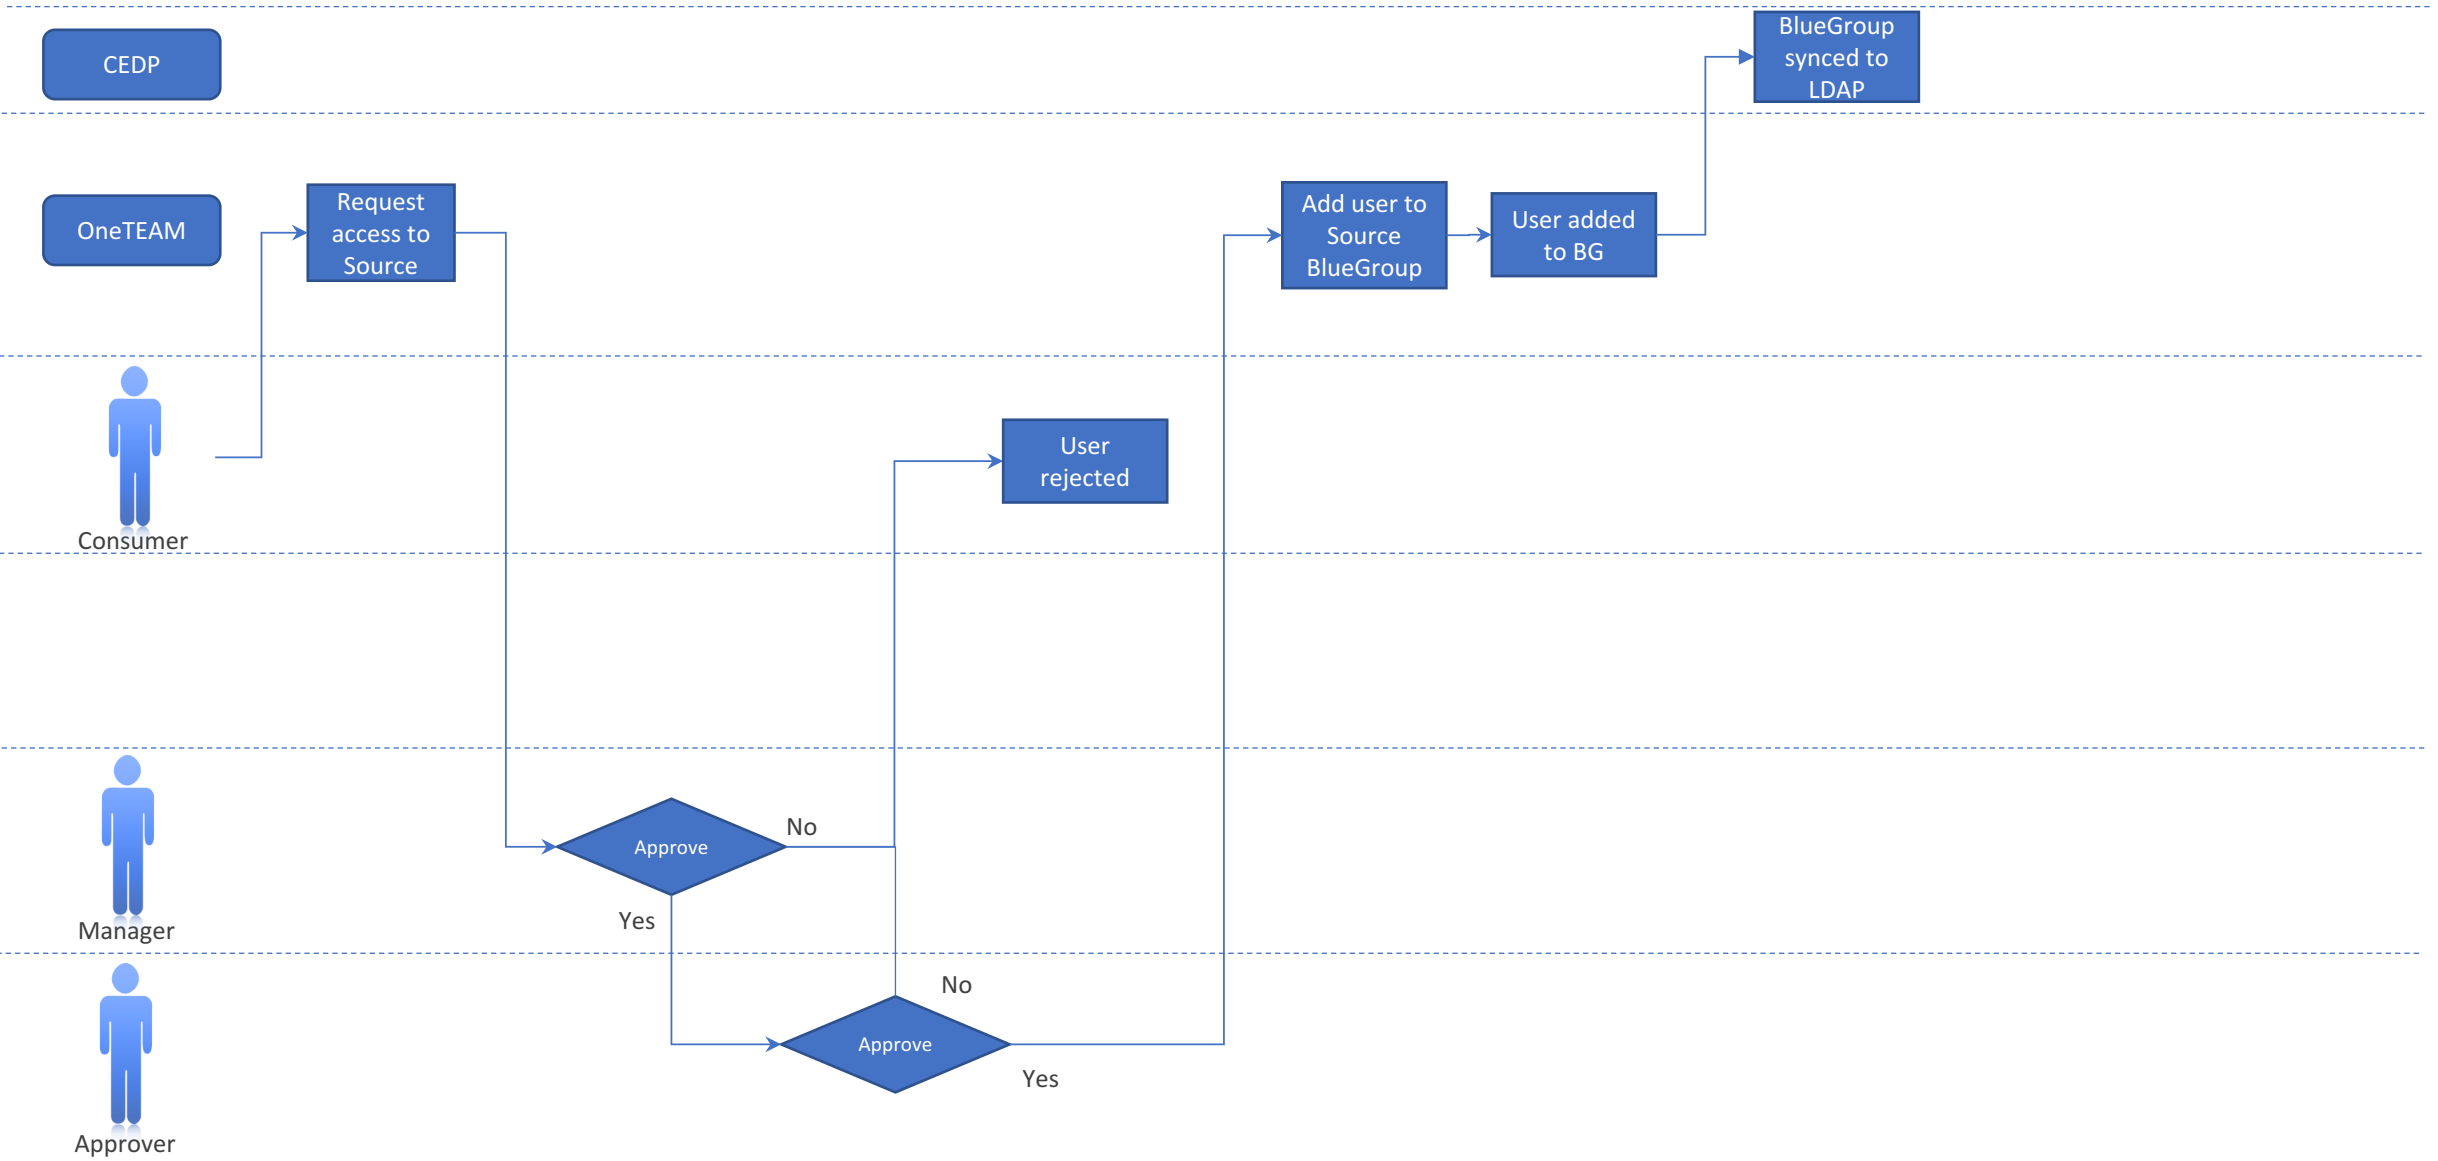 CEDP
BlueGroup
synced to
LDAP
OneTEAM
Request
access to
Source
Add user to
Source
BlueGroup
User added
to BG
Consumer
User
rejected
Manager
Approve
No
Yes
Approver
Approve
No
Yes